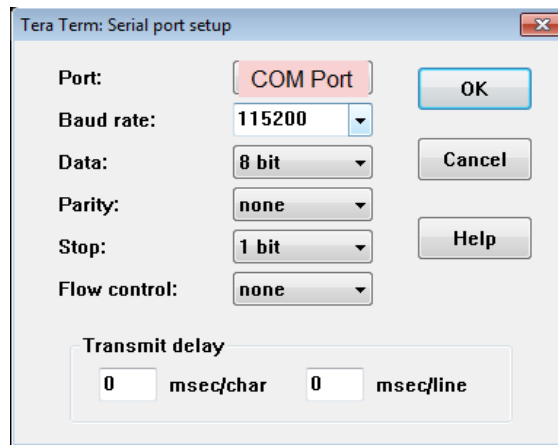 Tera Term: Serial port setup
Port: COM Port
OK
Baud rate: 115200
Data: 8 bit
Cancel
Parity: none
Stop: 1 bit
Help
Flow control: none
Transmit delay
0 msec/char 0 msec/line